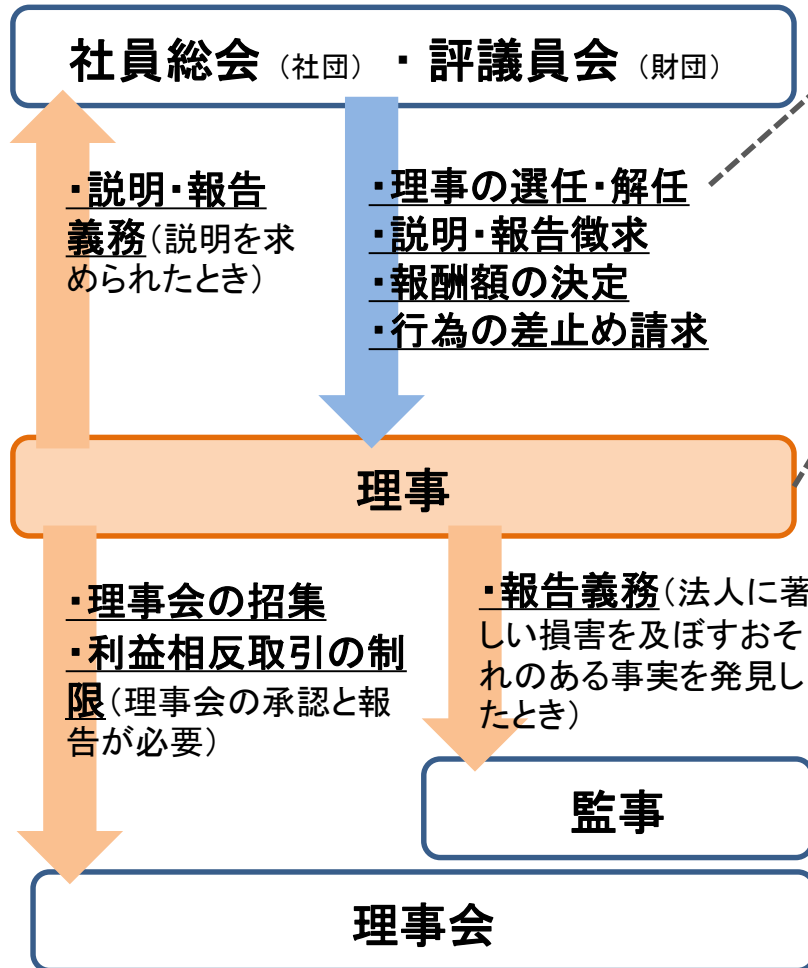 社員総会（社団）・評議員会（財団）
・説明・報告
義務（説明を求
められたとき）
・理事の選任・解任
・説明・報告徴求
・報酬額の決定
・行為の差止め請求
理事
・理事会の招集
・利益相反取引の制
限（理事会の承認と報
告が必要）
・報告義務（法人に著
しい損害を及ぼすおそ
れのある事実を発見し
たとき）
監事
理事会